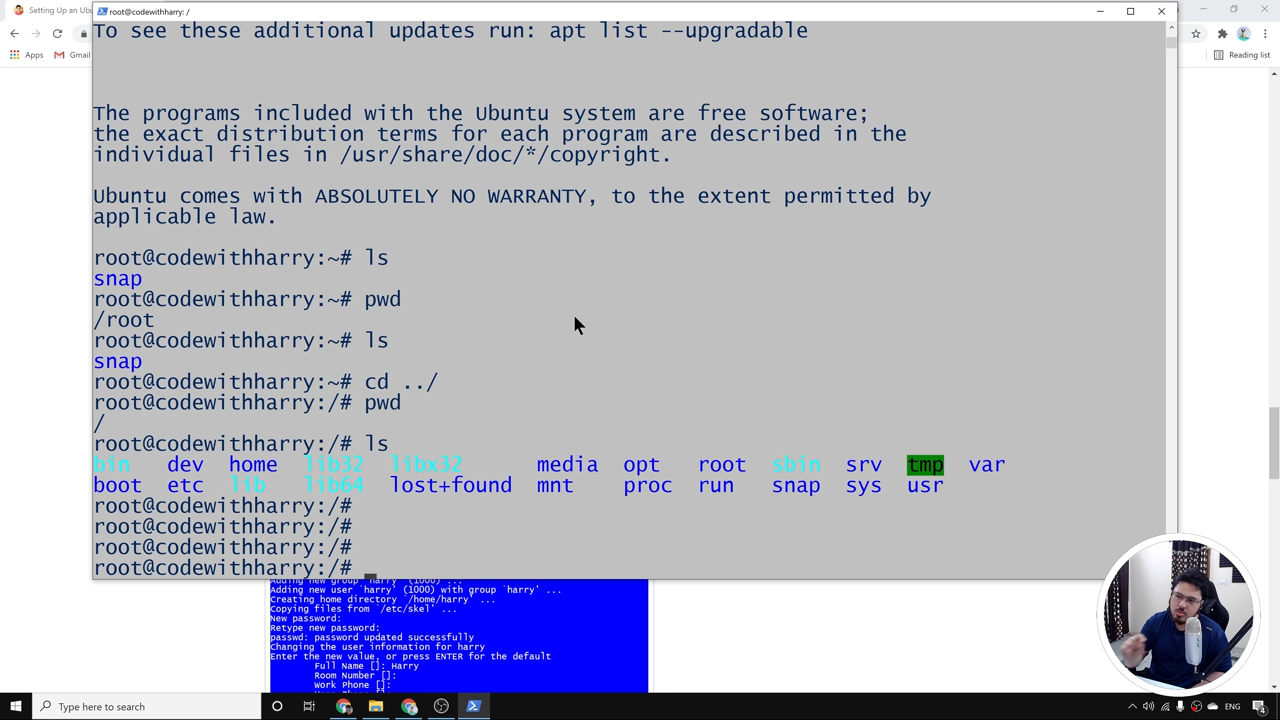 Setting Up an Ubu
root@codewithharry: /
Apps
Gmail
Reading list
To see these additional updates run: apt list --upgradable
The programs included with the Ubuntu system are free software;
the exact distribution terms for each program are described in the
individual files in /usr/share/doc/*/copyright.
Ubuntu comes with ABSOLUTELY NO WARRANTY, to the extent permitted by
applicable law.
root@codewithharry:~# ls
snap
root@codewithharry:~# pwd
/root
root@codewithharry:~# ls
snap
root@codewithharry:~# cd ../
root@codewithharry:/# pwd
/
root@codewithharry:/# ls
bin dev home lib32 libx32 media opt root sbin srv tmp var
boot etc lib lib64 lost+found mnt proc run snap sys usr
root@codewithharry:/#
root@codewithharry:/#
root@codewithharry:/#
root@codewithharry:/#
Adding new group `harry' (1000) ...
Adding new user `harry' (1000) with group `harry' ...
Creating home directory `/home/harry' ...
Copying files from `/etc/skel' ...
New password:
Retype new password:
passwd: password updated successfully
Changing the user information for harry
Enter the new value, or press ENTER for the default
Full Name []: Harry
Room Number []:
Work Phone []:
Type here to search
ENG
4